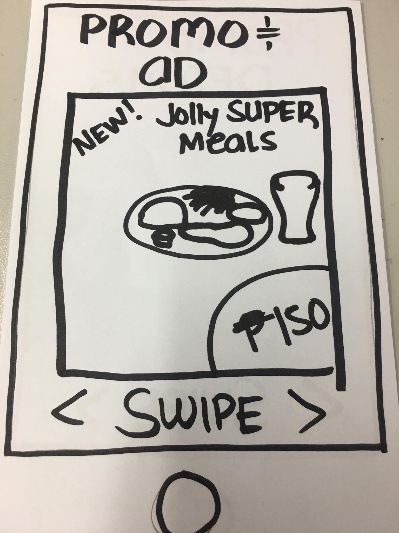 PROMO &
AD
NEW! Jolly SUPER
Meals
₱150
< SWIPE >